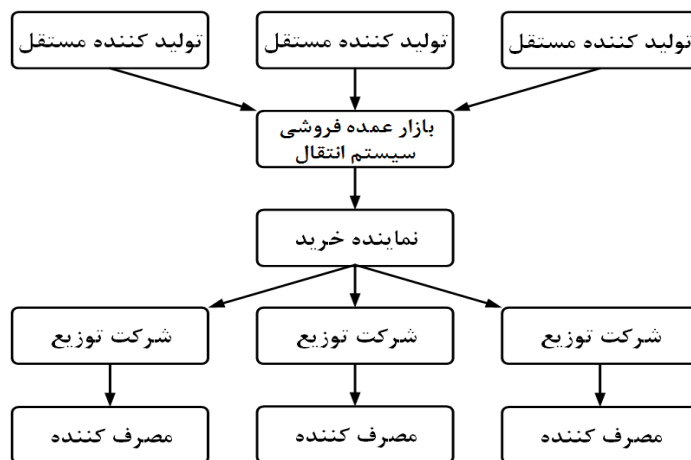 تولید کننده مستقل
تولید کننده مستقل
تولید کننده مستقل
بازار عمده فروشی
سیستم انتقال
نماینده خرید
شرکت توزیع
شرکت توزیع
شرکت توزیع
مصرف کننده
مصرف کننده
مصرف کننده